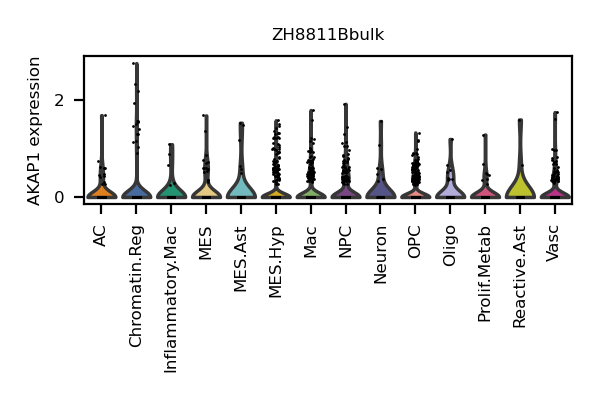 ZH8811Bbulk
AKAP1 expression
2
0
AC
Chromatin.Reg
Inflammatory.Mac
MES
MES.Ast
MES.Hyp
Mac
NPC
Neuron
OPC
Oligo
Prolif.Metab
Reactive.Ast
Vasc